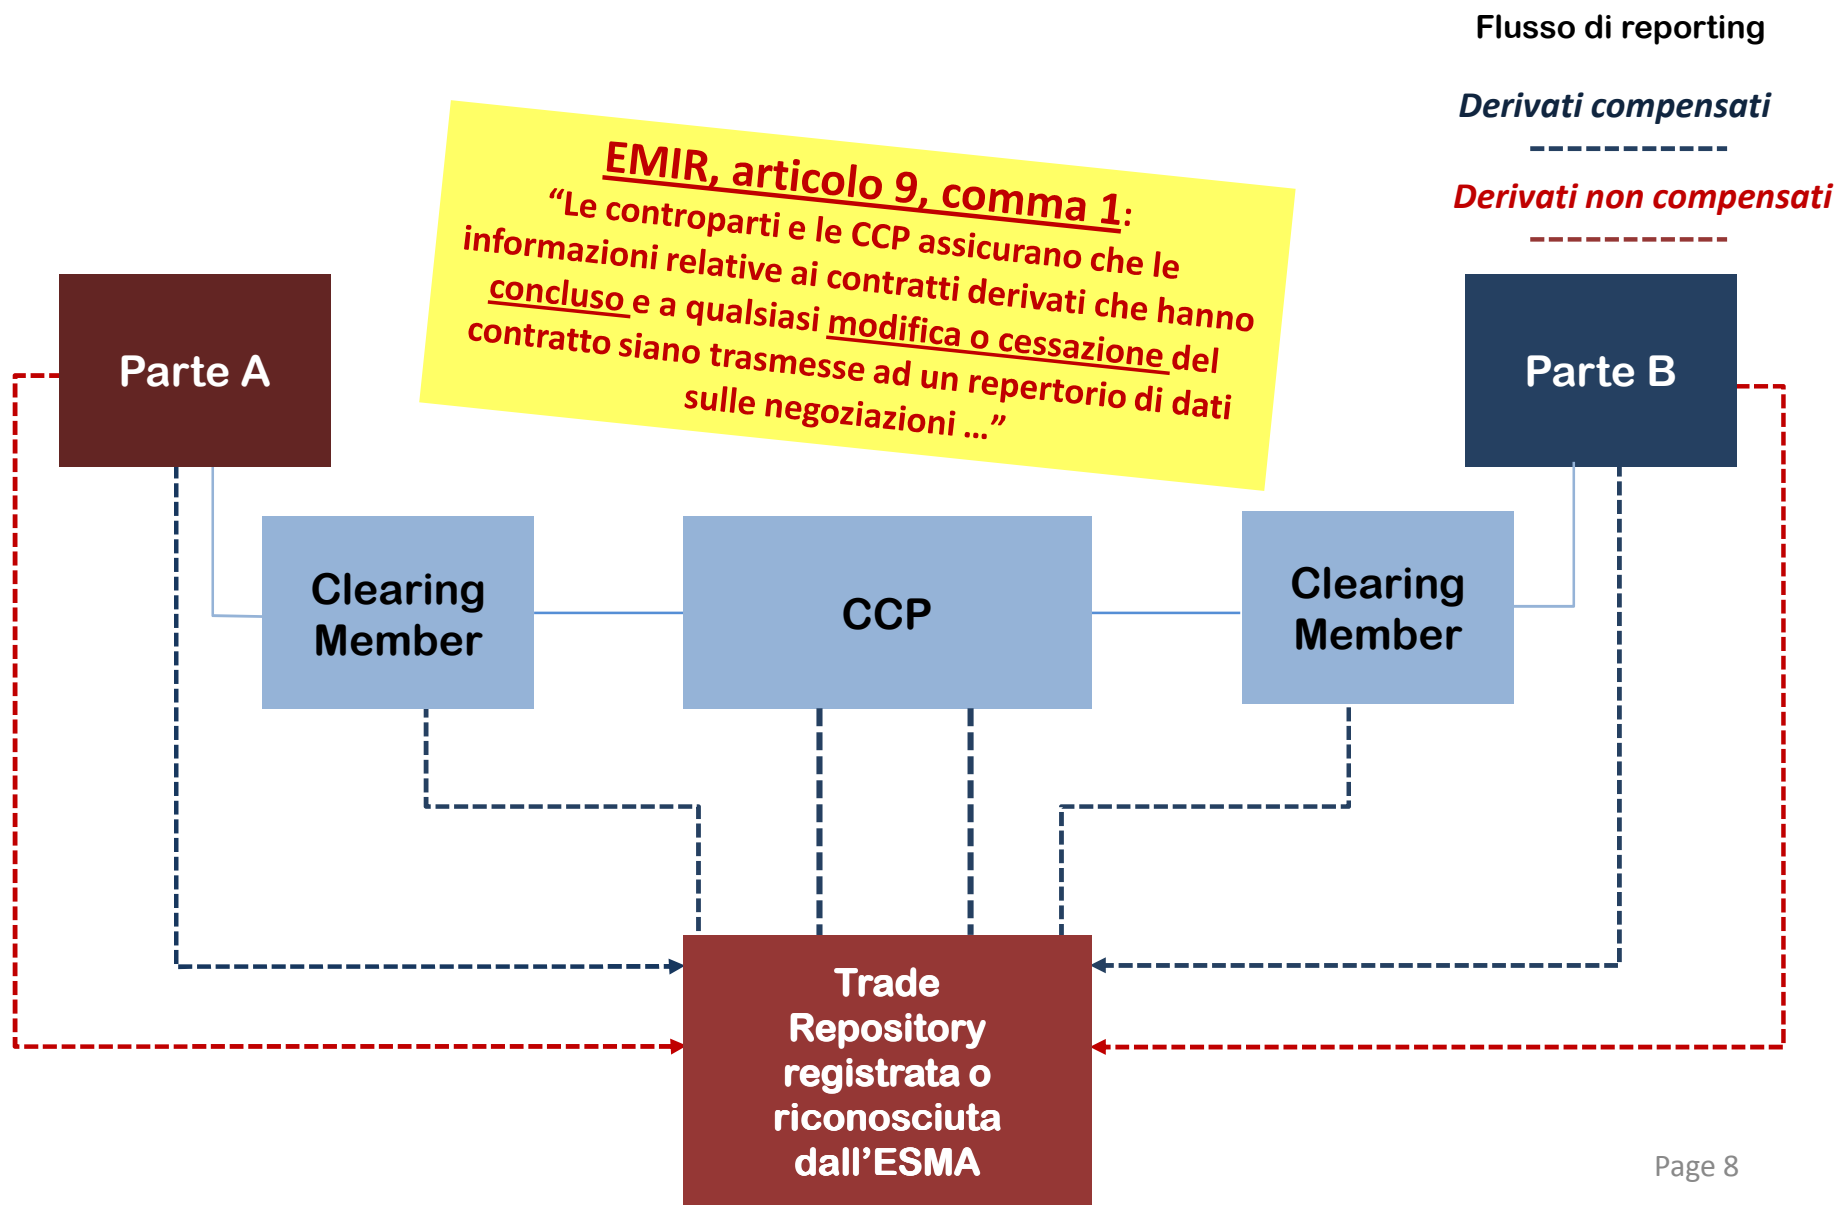 Flusso di reporting
Derivati compensati
Derivati non compensati
EMIR, articolo 9, comma 1:
“Le controparti e le CCP assicurano che le
informazioni relative ai contratti derivati che hanno
concluso e a qualsiasi modifica o cessazione del
contratto siano trasmesse ad un repertorio di dati
sulle negoziazioni …”
Parte A
Parte B
Clearing
Member
CCP
Clearing
Member
Trade
Repository
registrata o
riconosciuta
dall’ESMA
Page 8